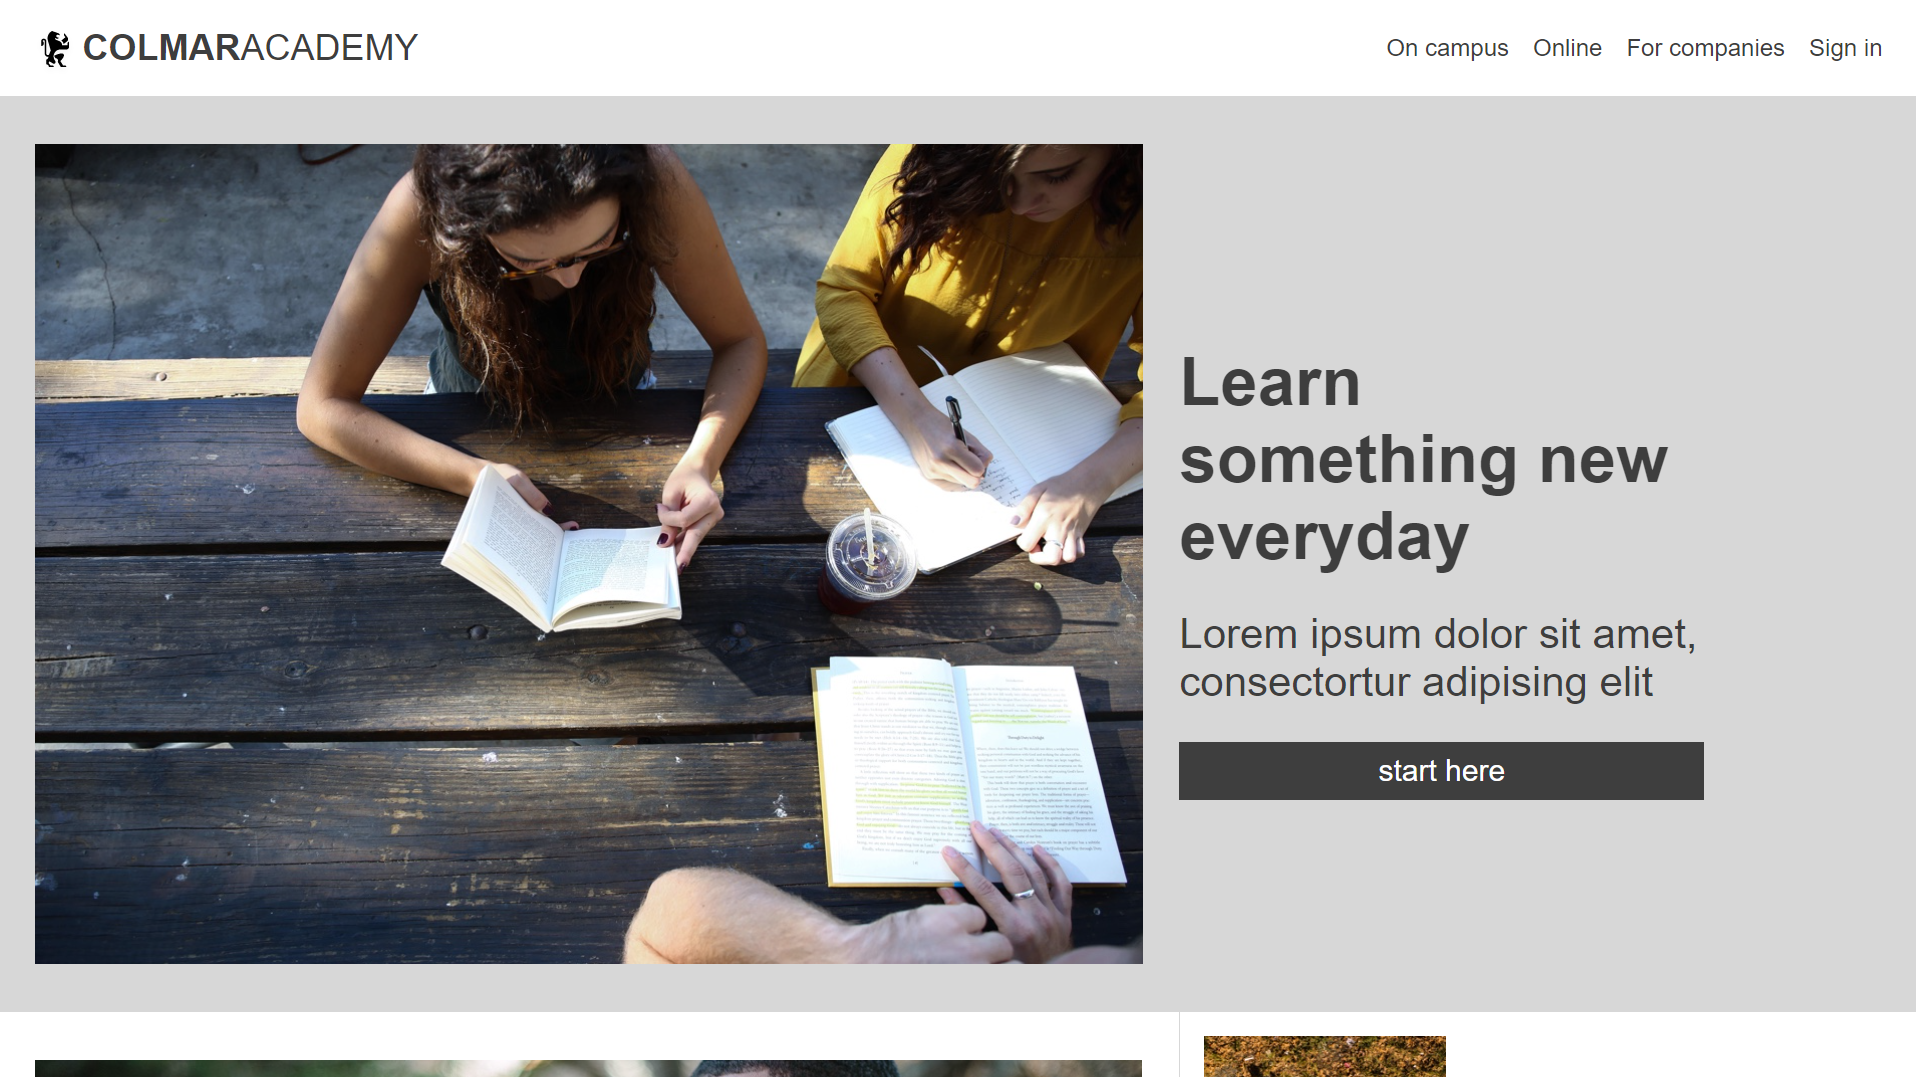 COLMARACADEMY
On campus Online For companies Sign in
Learn
something new
everyday
Lorem ipsum dolor sit amet,
consectortur adipising elit
start here